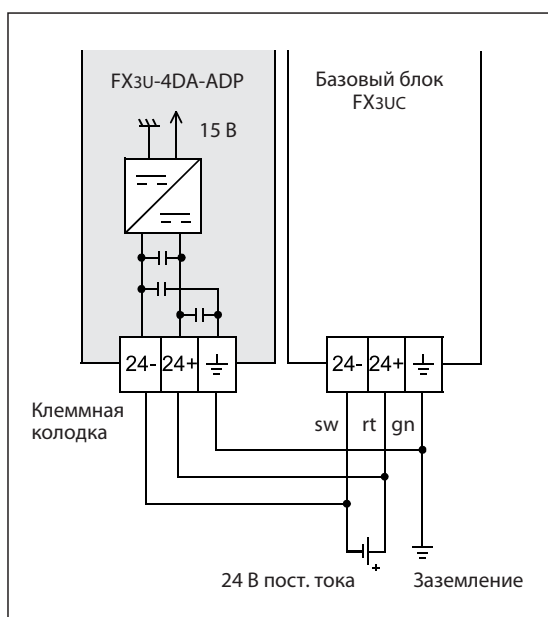 FX3U-4DA-ADP
Базовый блок
FX3UC
15 В
24- 24+
24- 24+
Клеммная
колодка
sw rt gn
+
24 В пост. тока
Заземление